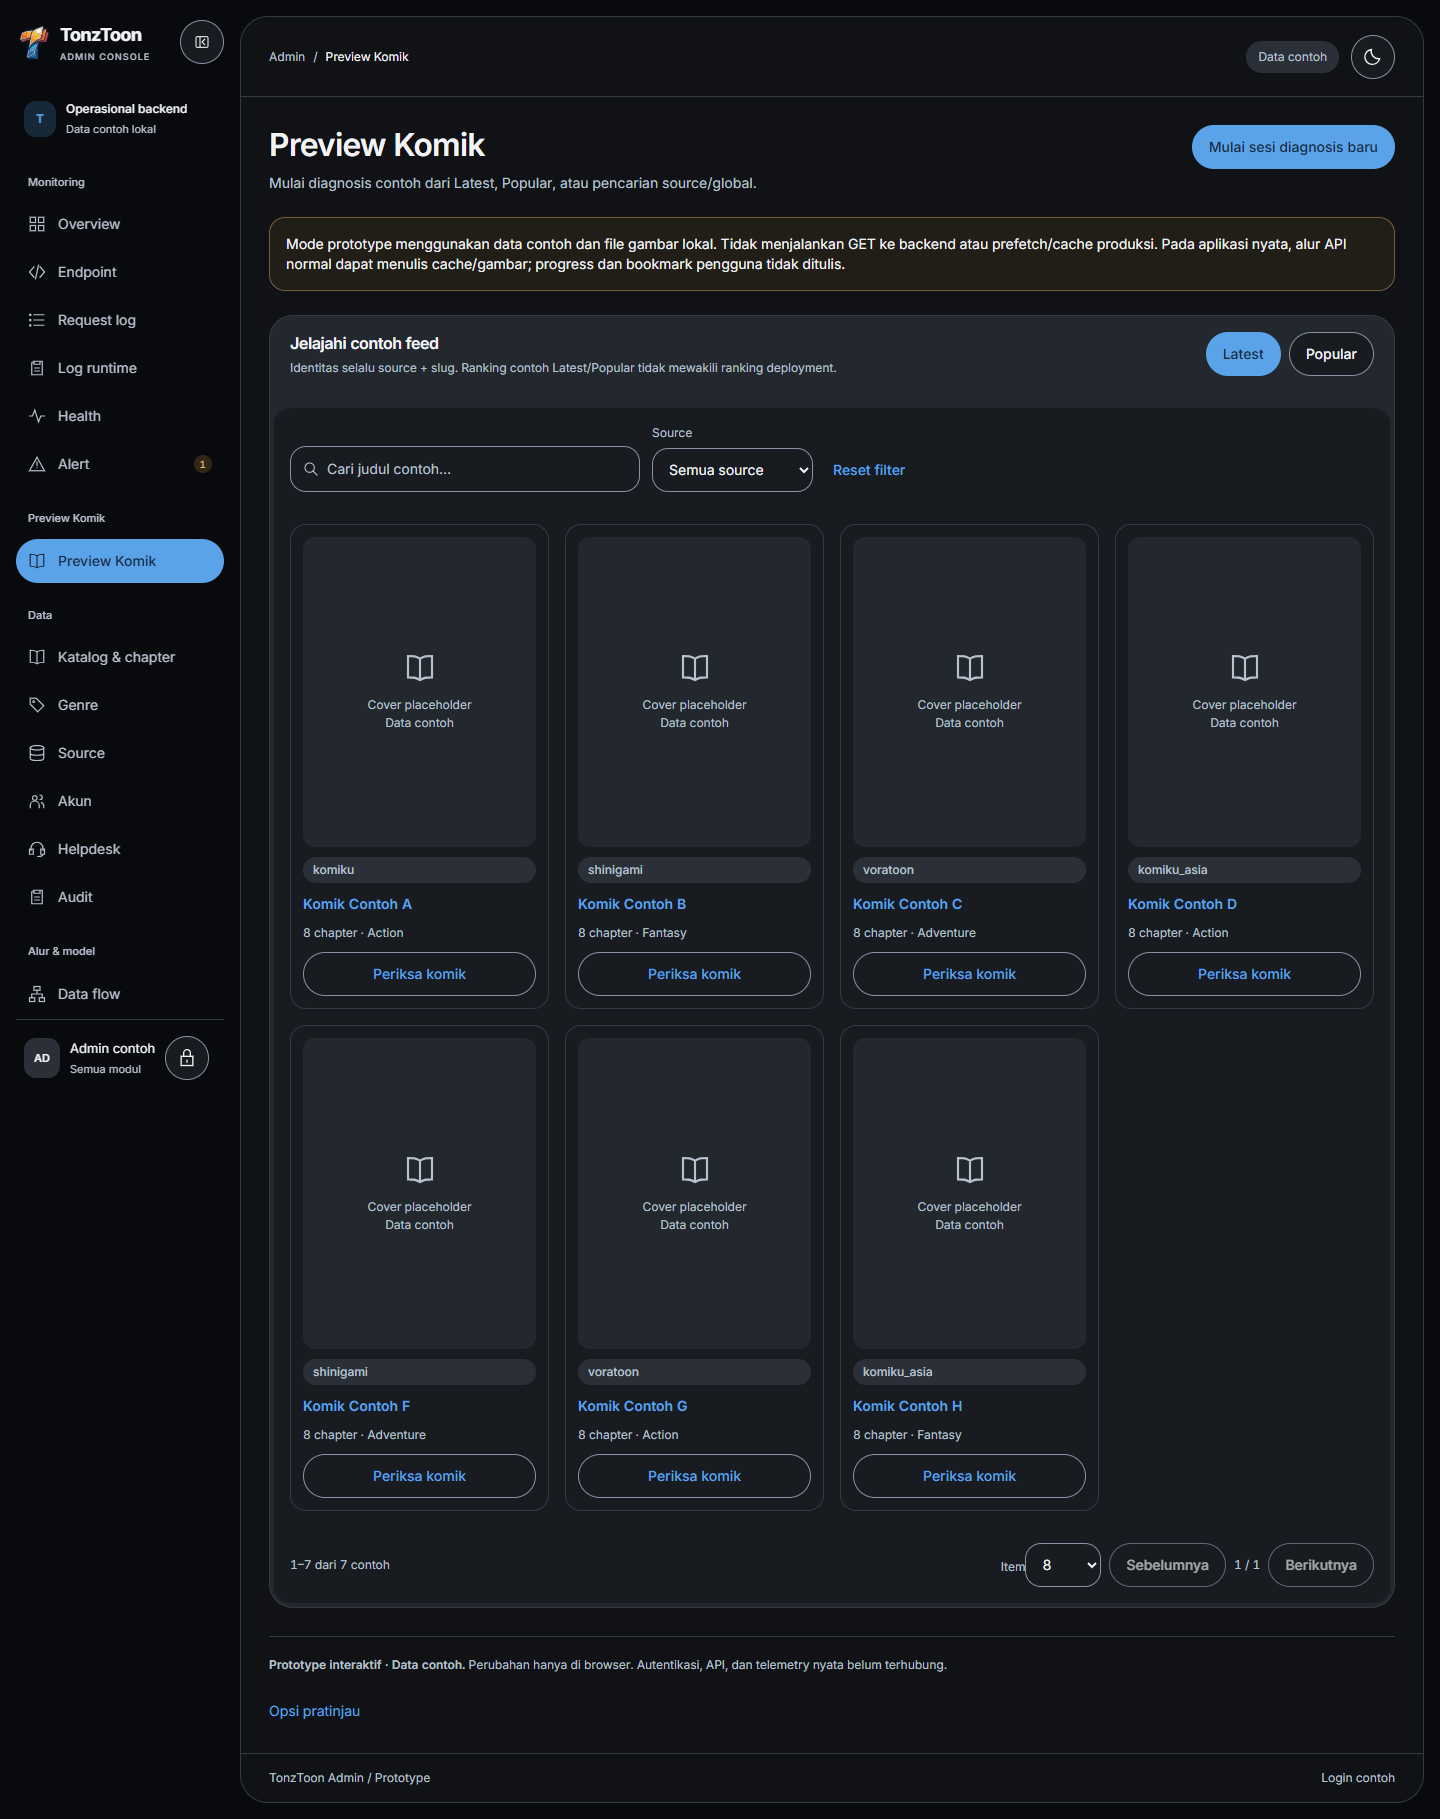 TonzToon
ADMIN CONSOLE
T
Operasional backend
Data contoh lokal
Monitoring
Overview
Endpoint
Request log
Log runtime
Health
Alert
1
Preview Komik
Preview Komik
Data
Katalog & chapter
Genre
Source
Akun
Helpdesk
Audit
Alur & model
Data flow
AD
Admin contoh
Semua modul
Admin / Preview Komik
Data contoh
Preview Komik
Mulai diagnosis contoh dari Latest, Popular, atau pencarian source/global.
Mulai sesi diagnosis baru
Mode prototype menggunakan data contoh dan file gambar lokal. Tidak menjalankan GET ke backend atau prefetch/cache produksi. Pada aplikasi nyata, alur API
normal dapat menulis cache/gambar; progress dan bookmark pengguna tidak ditulis.
Jelajahi contoh feed
Identitas selalu source + slug. Ranking contoh Latest/Popular tidak mewakili ranking deployment.
Latest
Popular
Cari judul contoh...
Source
Semua source
Reset filter
Cover placeholder
Data contoh
komiku
Komik Contoh A
8 chapter · Action
Periksa komik
Cover placeholder
Data contoh
shinigami
Komik Contoh B
8 chapter · Fantasy
Periksa komik
Cover placeholder
Data contoh
voratoon
Komik Contoh C
8 chapter · Adventure
Periksa komik
Cover placeholder
Data contoh
komiku_asia
Komik Contoh D
8 chapter · Action
Periksa komik
Cover placeholder
Data contoh
shinigami
Komik Contoh F
8 chapter · Adventure
Periksa komik
Cover placeholder
Data contoh
voratoon
Komik Contoh G
8 chapter · Action
Periksa komik
Cover placeholder
Data contoh
komiku_asia
Komik Contoh H
8 chapter · Fantasy
Periksa komik
1–7 dari 7 contoh
Item
8
Sebelumnya
1 / 1
Berikutnya
Prototype interaktif · Data contoh. Perubahan hanya di browser. Autentikasi, API, dan telemetry nyata belum terhubung.
Opsi pratinjau
TonzToon Admin / Prototype
Login contoh